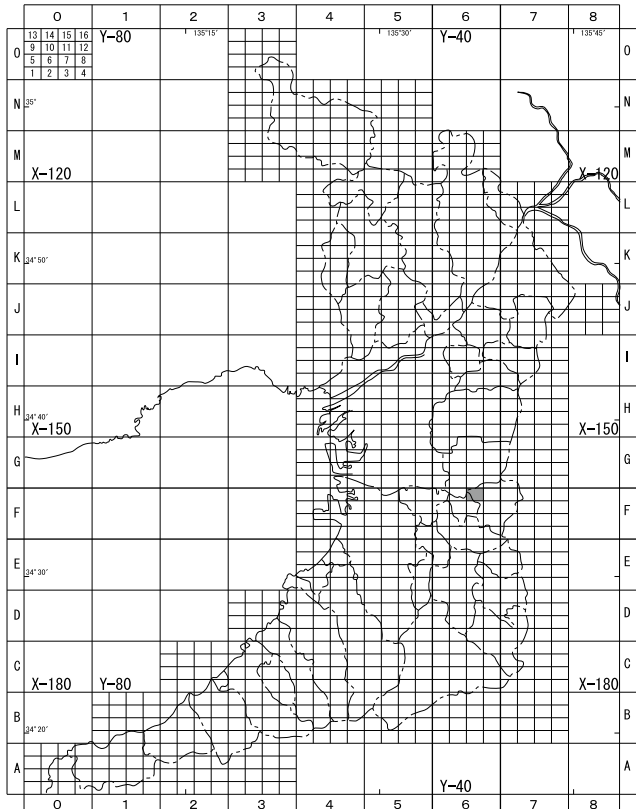 0 1 2 3 4 5 6 7 8
13 14 15 16 Y-80 135°15' 135°30' Y-40 135°45'
O 9 10 11 12 O
5 6 7 8
1 2 3 4
N 35° N
M M
X-120 X-120
L L
K 34°50' K
J J
I I
H 34°40' H
X-150 X-150
G G
F F
E 34°30' E
D D
C C
X-180 Y-80 X-180
B 34°20' B
A A
Y-40
0 1 2 3 4 5 6 7 8